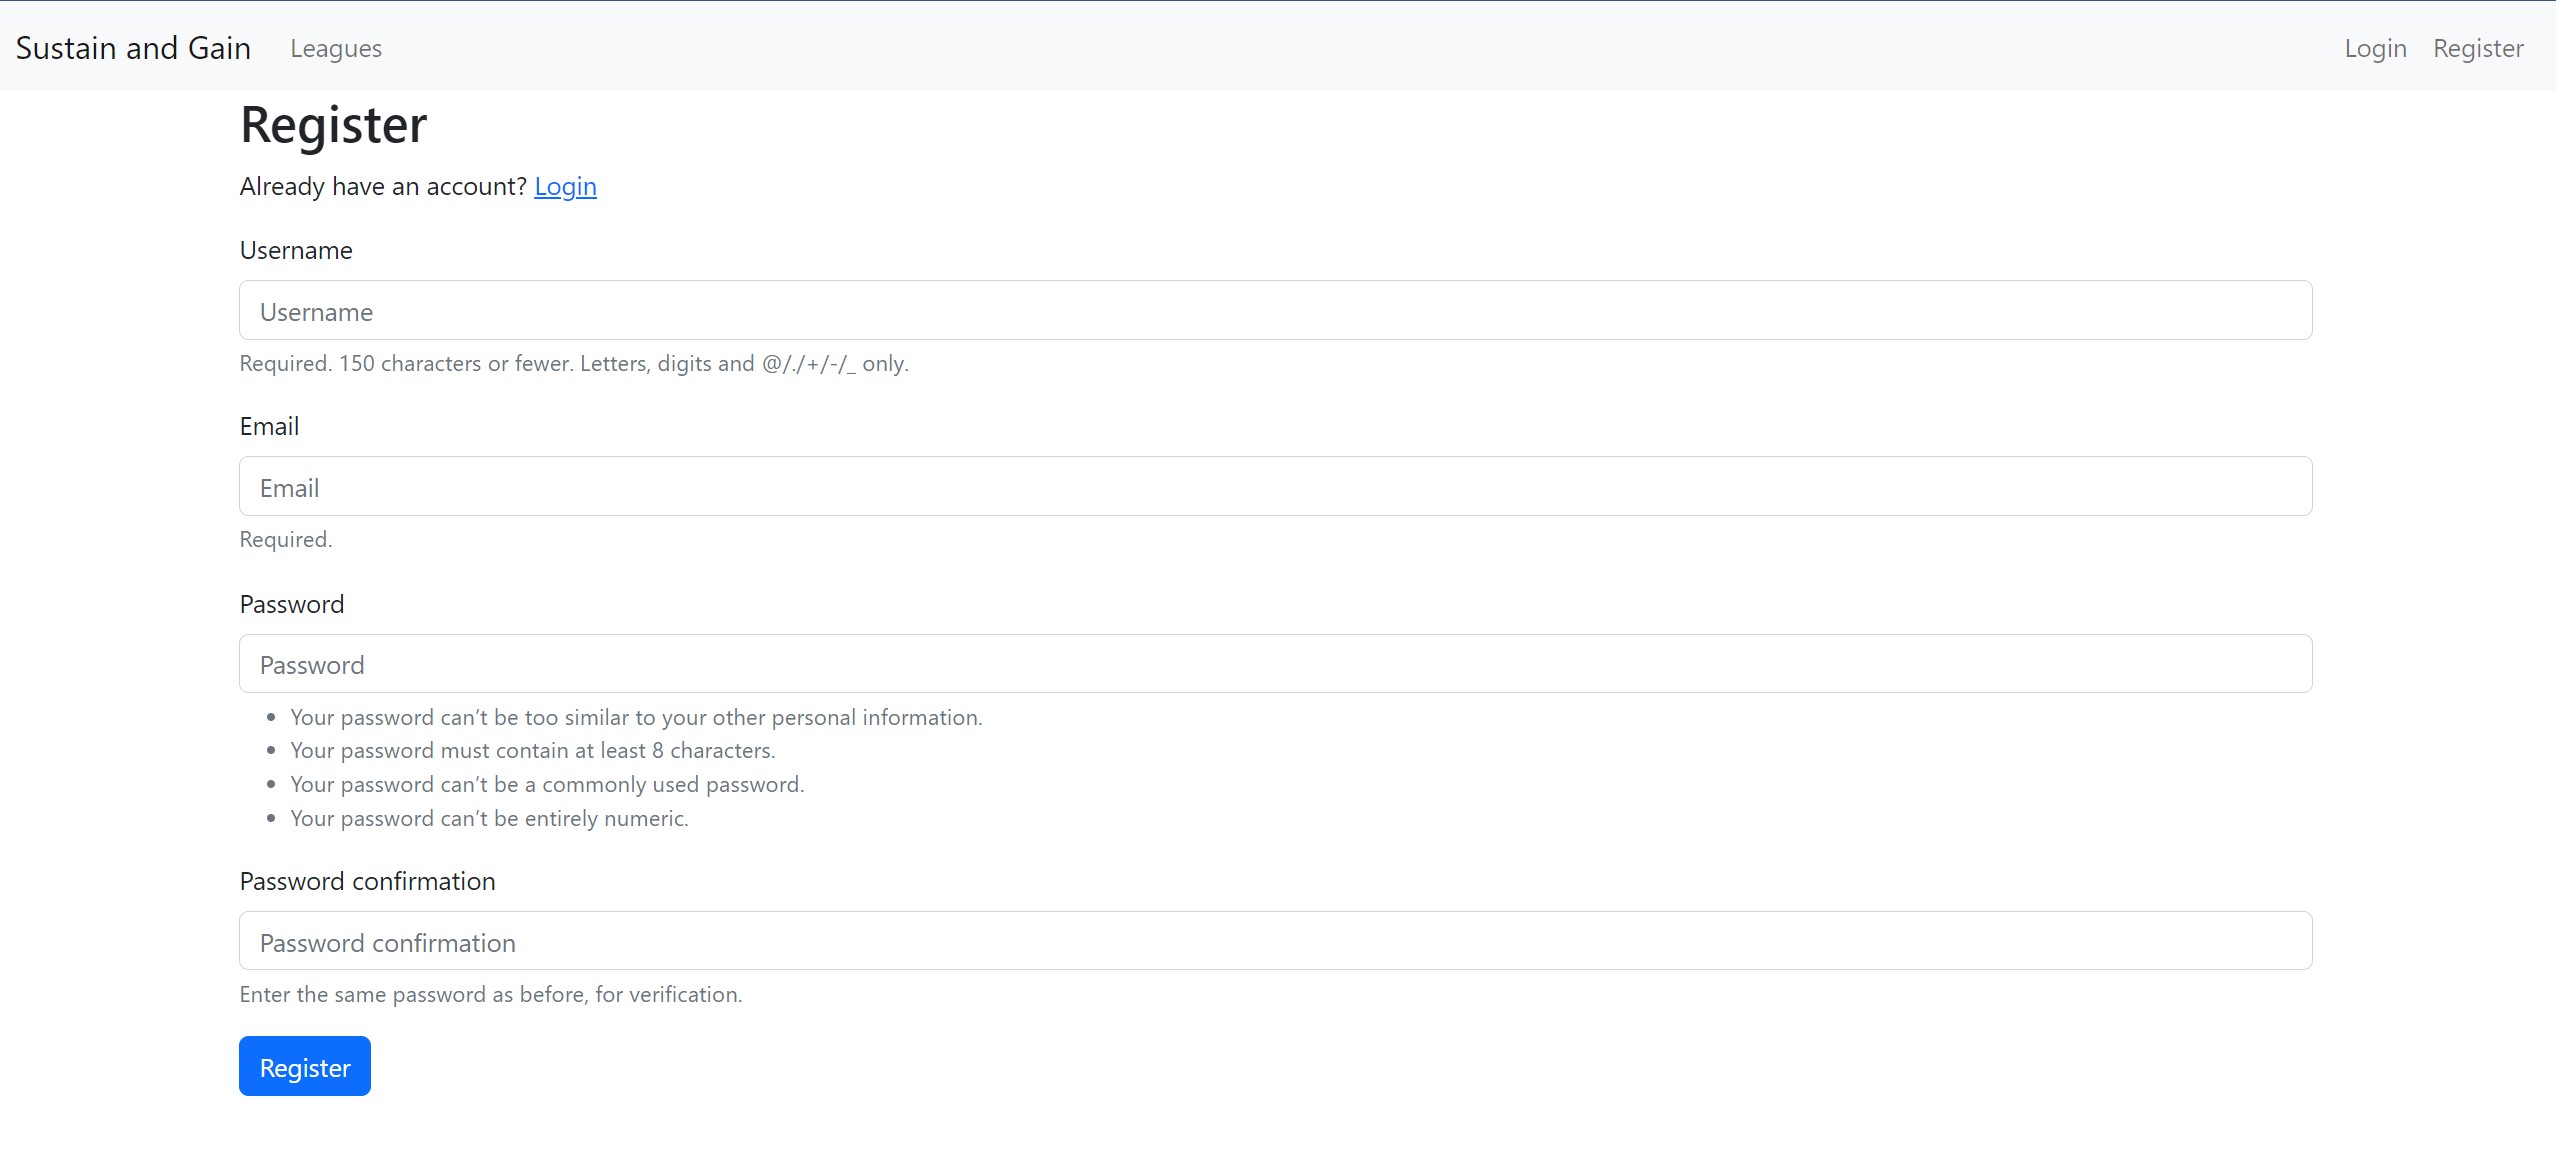 Sustain and Gain Leagues Login Register
Register
Already have an account? Login
Username
Username
Required. 150 characters or fewer. Letters, digits and @/./+/-/_ only.
Email
Email
Required.
Password
Password
• Your password can’t be too similar to your other personal information.
• Your password must contain at least 8 characters.
• Your password can’t be a commonly used password.
• Your password can’t be entirely numeric.
Password confirmation
Password confirmation
Enter the same password as before, for verification.
Register